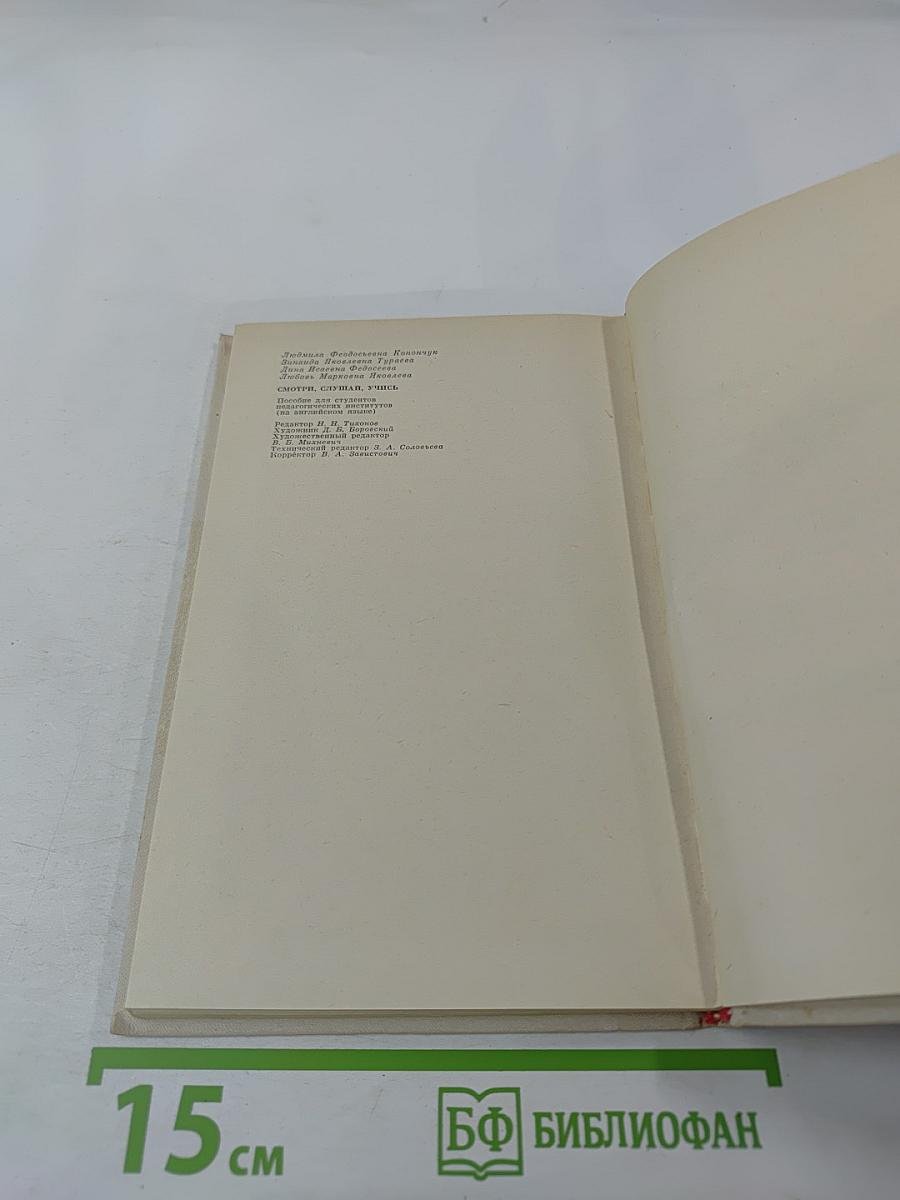 Людмила Феодосьевна Конончук
Зинаида Яковлевна Тураева
Дина Исаевна Федосеева
Любовь Марковна Яковлева
СМОТРИ, СЛУШАЙ, УЧИСЬ
Пособие для студентов
педагогических институтов
(на английском языке)
Редактор Н. Н. Тихонов
Художник Д. Б. Боровский
Художественный редактор
В. Б. Михневич
Технический редактор З. А. Соловьева
Корректор В. А. Завистович
15 см
БФ БИБЛИОФАН